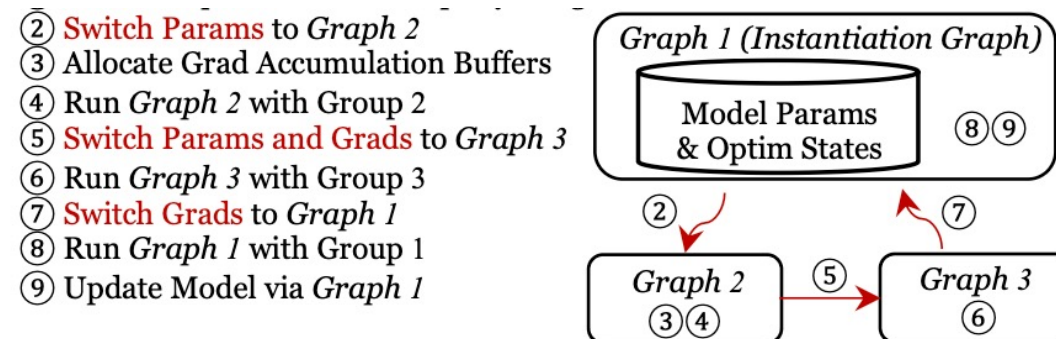 ② Switch Params to Graph 2
③ Allocate Grad Accumulation Buffers
④ Run Graph 2 with Group 2
⑤ Switch Params and Grads to Graph 3
⑥ Run Graph 3 with Group 3
⑦ Switch Grads to Graph 1
⑧ Run Graph 1 with Group 1
⑨ Update Model via Graph 1
Graph 1 (Instantiation Graph)
Model Params
& Optim States
⑧⑨
②
⑦
Graph 2
③④
⑤
Graph 3
⑥